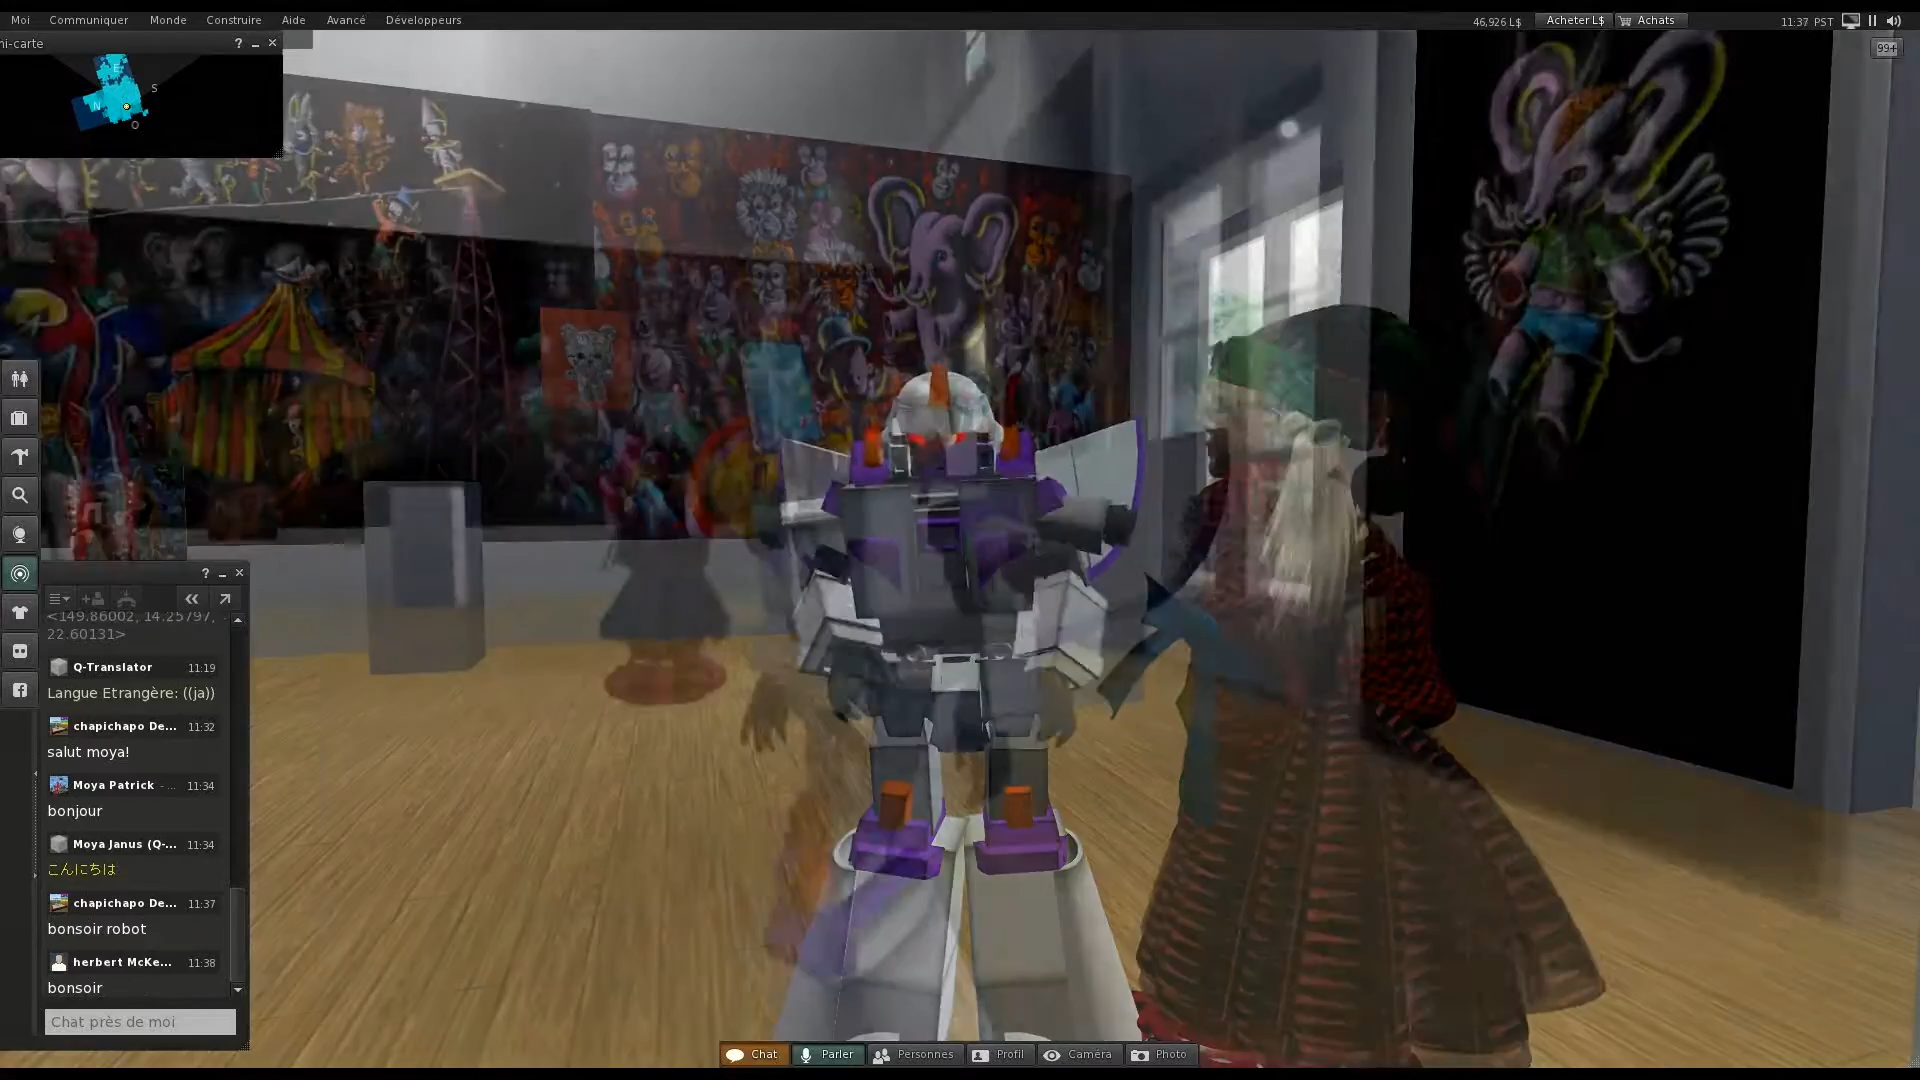 Moi Communiquer Monde Construire Aide Avancé Développeurs
46,926 L$ Acheter L$ Achats 11:37 PST
ni-carte ? 
99+
E
S
N
O
?
<149.86002, 14.25797,
22.60131>
Q-Translator 11:19
Langue Etrangère: ((ja))
chapichapo De... 11:32
salut moya!
Moya Patrick - ... 11:34
bonjour
Moya Janus (Q-... 11:34
こんにちは
chapichapo De... 11:37
bonsoir robot
herbert McKe... 11:38
bonsoir
Chat près de moi
Chat Parler Personnes Profil Caméra Photo